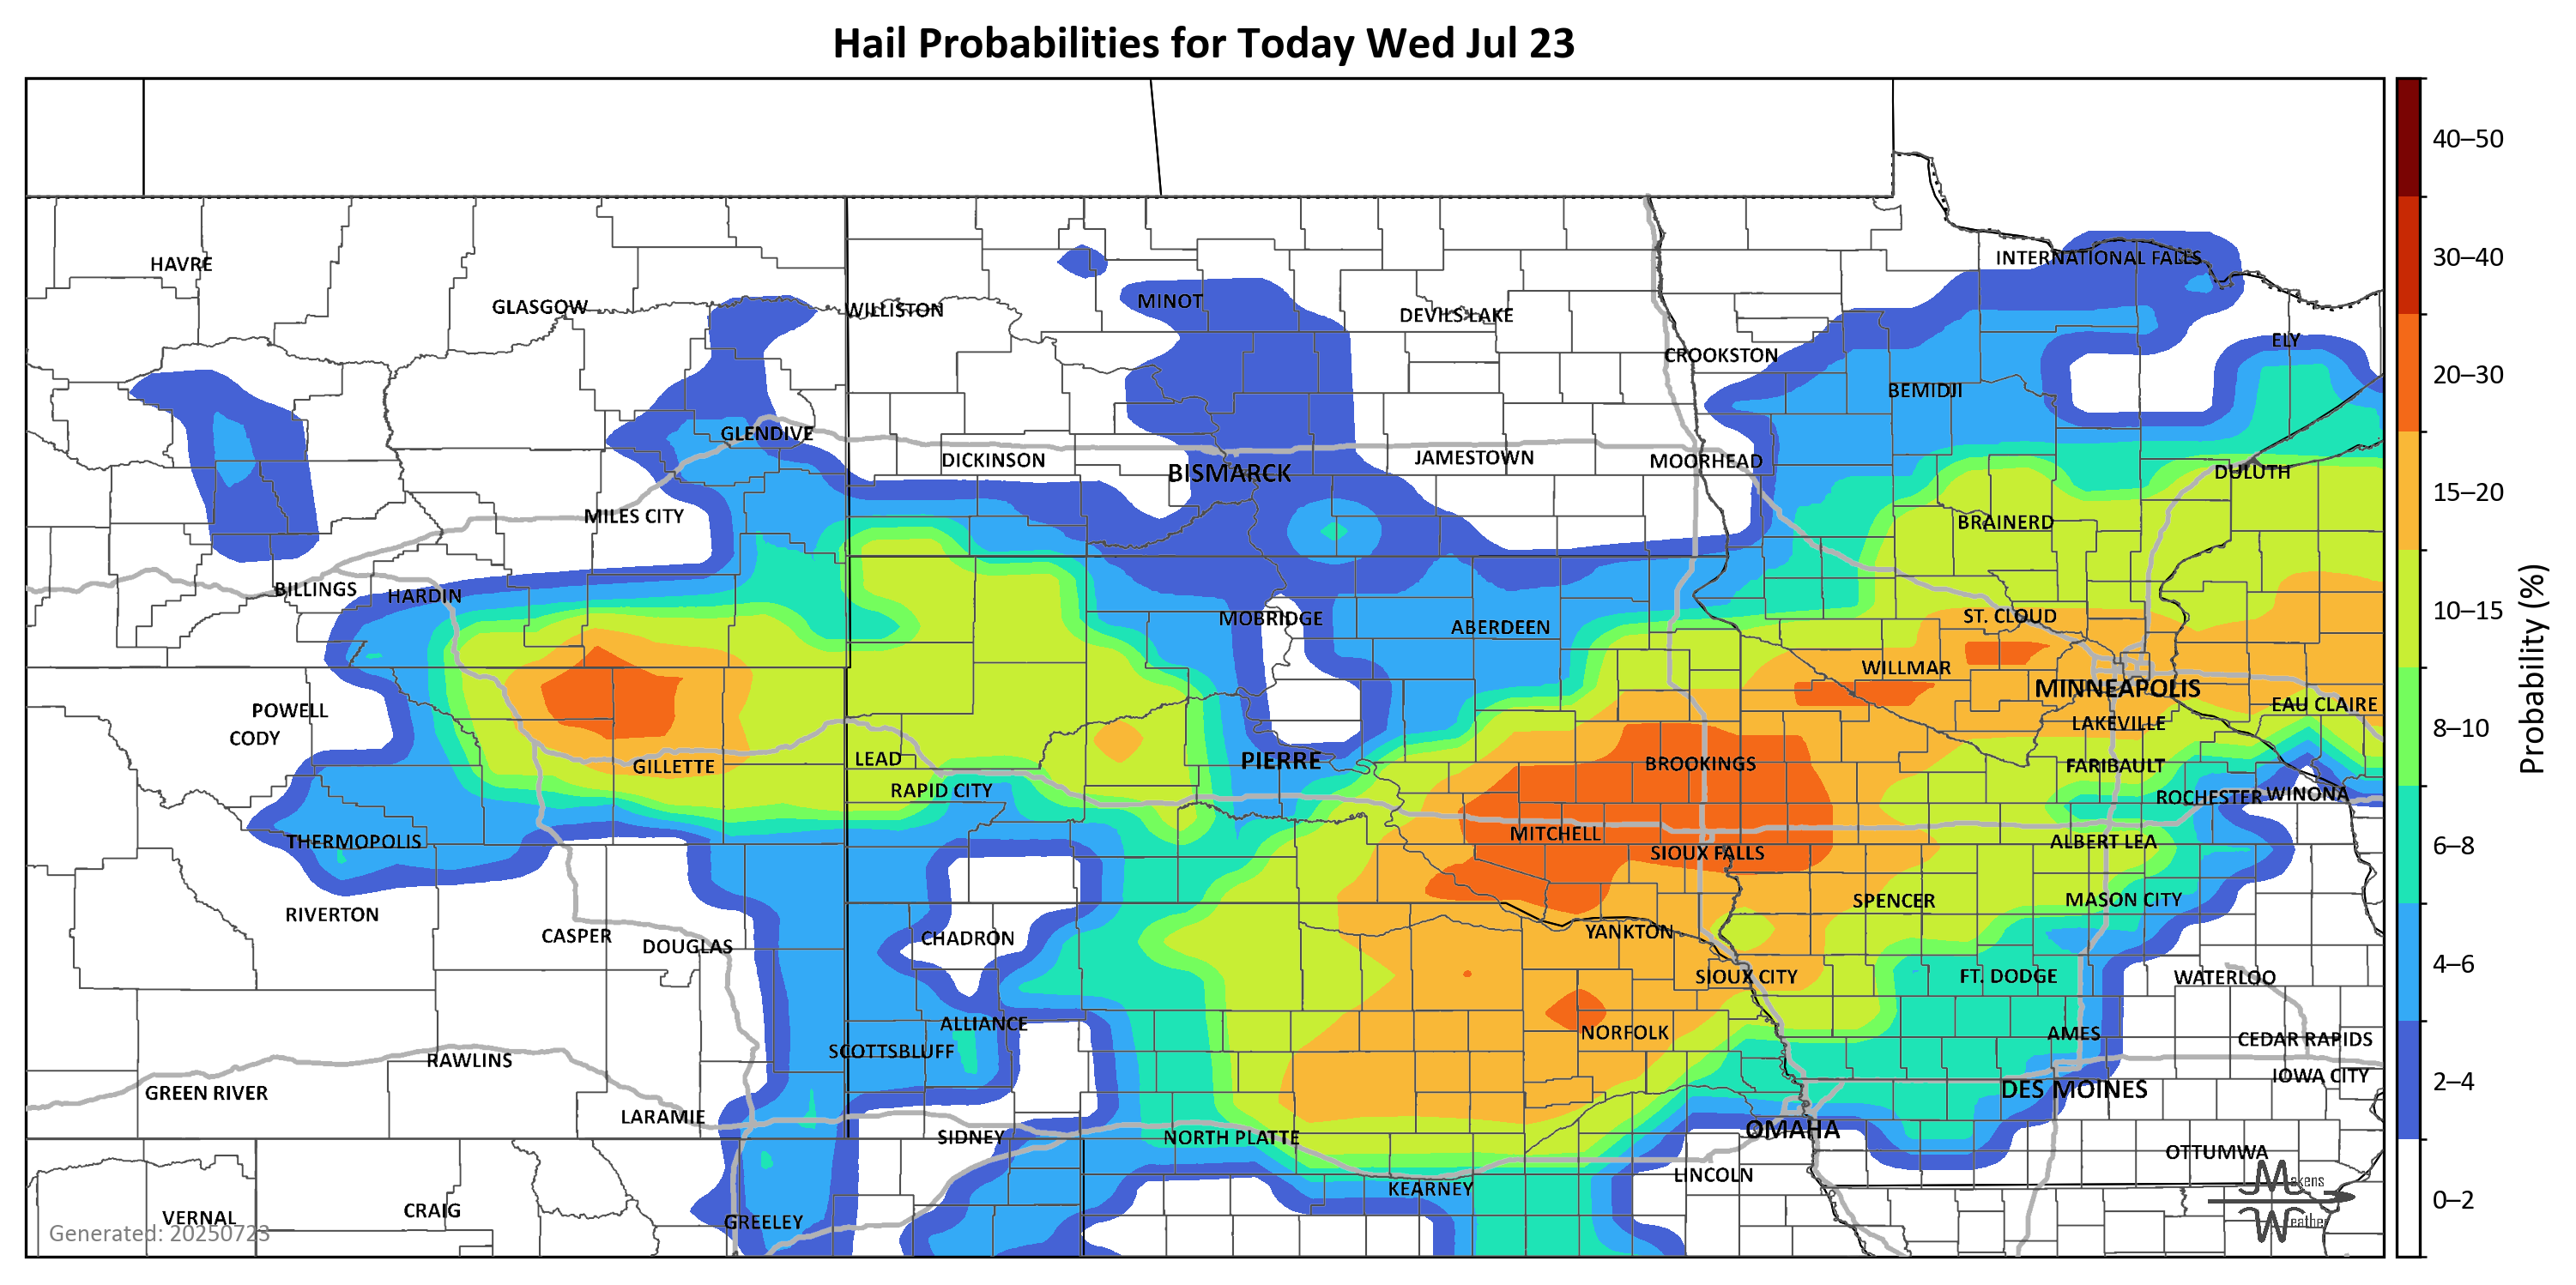 Hail Probabilities for Today Wed Jul 23
40–50
30–40
20–30
15–20
10–15
8–10
6–8
4–6
2–4
0–2
Probability (%)
HAVRE
GLASGOW
WILLISTON
MINOT
DEVILS LAKE
INTERNATIONAL FALLS
CROOKSTON
ELY
BEMIDJI
GLENDIVE
DICKINSON
BISMARCK
JAMESTOWN
MOORHEAD
DULUTH
MILES CITY
BRAINERD
BILLINGS
HARDIN
MOBRIDGE
ABERDEEN
ST. CLOUD
WILLMAR
MINNEAPOLIS
EAU CLAIRE
POWELL
CODY
LAKEVILLE
GILLETTE
LEAD
PIERRE
BROOKINGS
FARIBAULT
RAPID CITY
ROCHESTER
WINONA
THERMOPOLIS
MITCHELL
SIOUX FALLS
ALBERT LEA
RIVERTON
SPENCER
MASON CITY
CASPER
DOUGLAS
CHADRON
YANKTON
SIOUX CITY
FT. DODGE
WATERLOO
ALLIANCE
NORFOLK
AMES
CEDAR RAPIDS
RAWLINS
SCOTTSBLUFF
GREEN RIVER
DES MOINES
IOWA CITY
LARAMIE
SIDNEY
NORTH PLATTE
OMAHA
OTTUMWA
LINCOLN
KEARNEY
VERNAL
CRAIG
GREELEY
Generated: 20250723
Makens
Weather